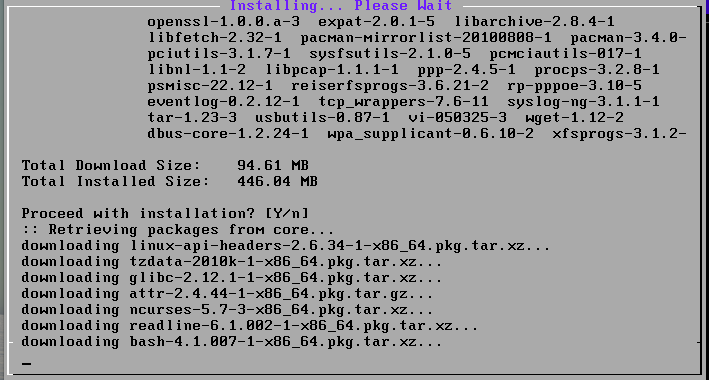 Installing... Please Wait
openssl-1.0.0.a-3  expat-2.0.1-5  libarchive-2.8.4-1
libfetch-2.32-1  pacman-mirrorlist-20100808-1  pacman-3.4.0-
pciutils-3.1.7-1  sysfsutils-2.1.0-5  pcmciautils-017-1
libnl-1.1-2  libpcap-1.1.1-1  ppp-2.4.5-1  procps-3.2.8-1
psmisc-22.12-1  reiserfsprogs-3.6.21-2  rp-pppoe-3.10-5
eventlog-0.2.12-1  tcp_wrappers-7.6-11  syslog-ng-3.1.1-1
tar-1.23-3  usbutils-0.87-1  vi-050325-3  wget-1.12-2
dbus-core-1.2.24-1  wpa_supplicant-0.6.10-2  xfsprogs-3.1.2-
Total Download Size:    94.61 MB
Total Installed Size:   446.04 MB
Proceed with installation? [Y/n]
:: Retrieving packages from core...
downloading linux-api-headers-2.6.34-1-x86_64.pkg.tar.xz...
downloading tzdata-2010k-1-x86_64.pkg.tar.xz...
downloading glibc-2.12.1-1-x86_64.pkg.tar.xz...
downloading attr-2.4.44-1-x86_64.pkg.tar.gz...
downloading ncurses-5.7-3-x86_64.pkg.tar.xz...
downloading readline-6.1.002-1-x86_64.pkg.tar.xz...
downloading bash-4.1.007-1-x86_64.pkg.tar.xz...